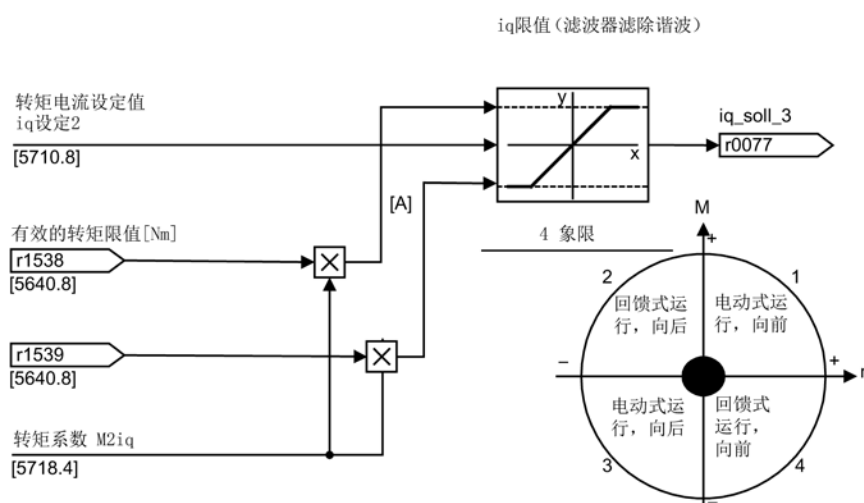 iq限值(滤波器滤除谐波)
转矩电流设定值
iq设定2
[5710.8]
y
x
iq_soll_3
r0077
[A]
有效的转矩限值[Nm]
r1538
[5640.8]
r1539
[5640.8]
转矩系数 M2iq
[5718.4]
4 象限
M
+
2
1
回馈式运
行，向后
电动式运
行，向前
–
+
n
电动式运
行，向后
回馈式
运行，
向前
3
4
–